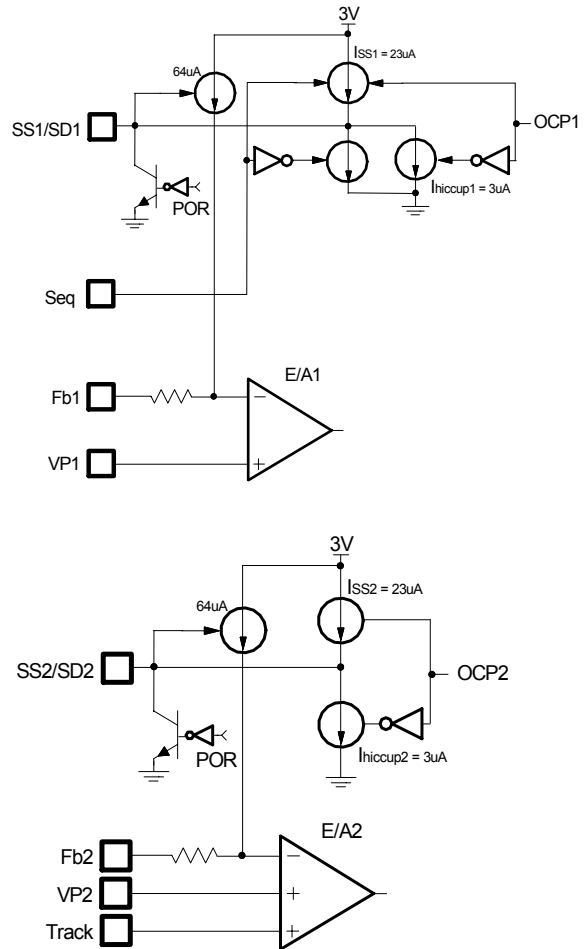 3V
ISS1 = 23uA
64uA
SS1/SD1
OCP1
Ihiccup1 = 3uA
POR
Seq
E/A1
Fb1
−
VP1
+
3V
ISS2 = 23uA
64uA
SS2/SD2
OCP2
POR
Ihiccup2 = 3uA
E/A2
Fb2
−
VP2
+
Track
+